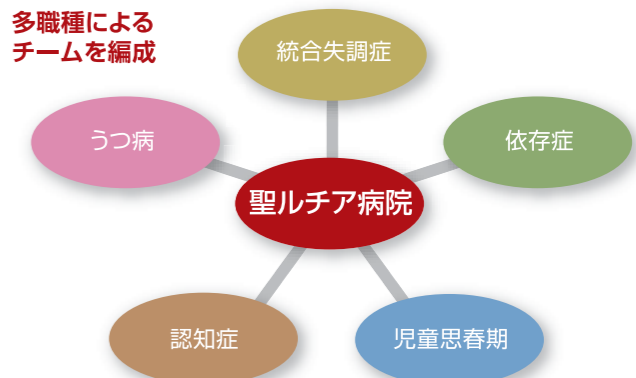 多職種による
チームを編成
統合失調症
うつ病
依存症
聖ルチア病院
認知症
児童思春期